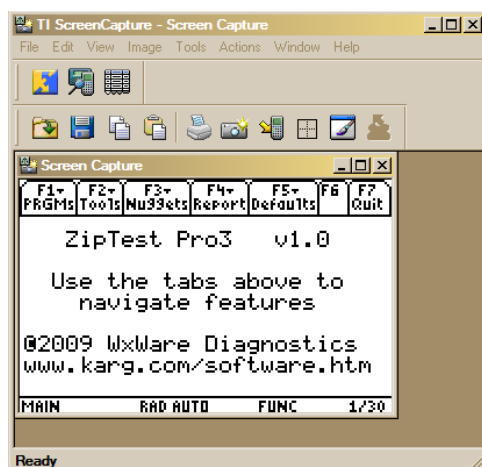 TI ScreenCapture - Screen Capture
File Edit View Image Tools Actions Window Help
Screen Capture
F1 F2 F3 F4 F5 F6 F7
PRGMs Tools Nuggets Report Defaults Quit
ZipTest Pro3 v1.0
Use the tabs above to
navigate features
©2009 WxWare Diagnostics
www.karg.com/software.htm
MAIN RAD AUTO FUNC 1/30
Ready